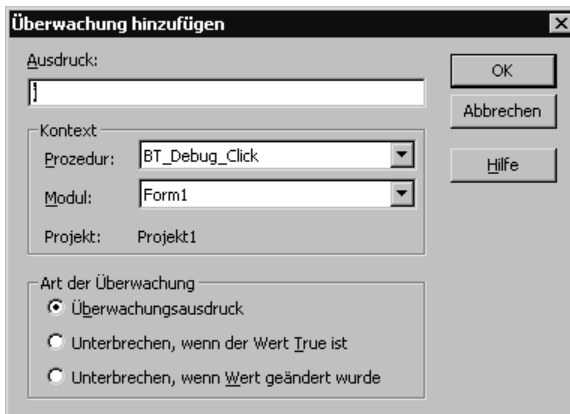 Überwachung hinzufügen
Ausdruck:
OK
Abbrechen
Hilfe
Kontext
Prozedur: BT_Debug_Click
Modul: Form1
Projekt: Projekt1
Art der Überwachung
Überwachungsausdruck
Unterbrechen, wenn der Wert True ist
Unterbrechen, wenn Wert geändert wurde